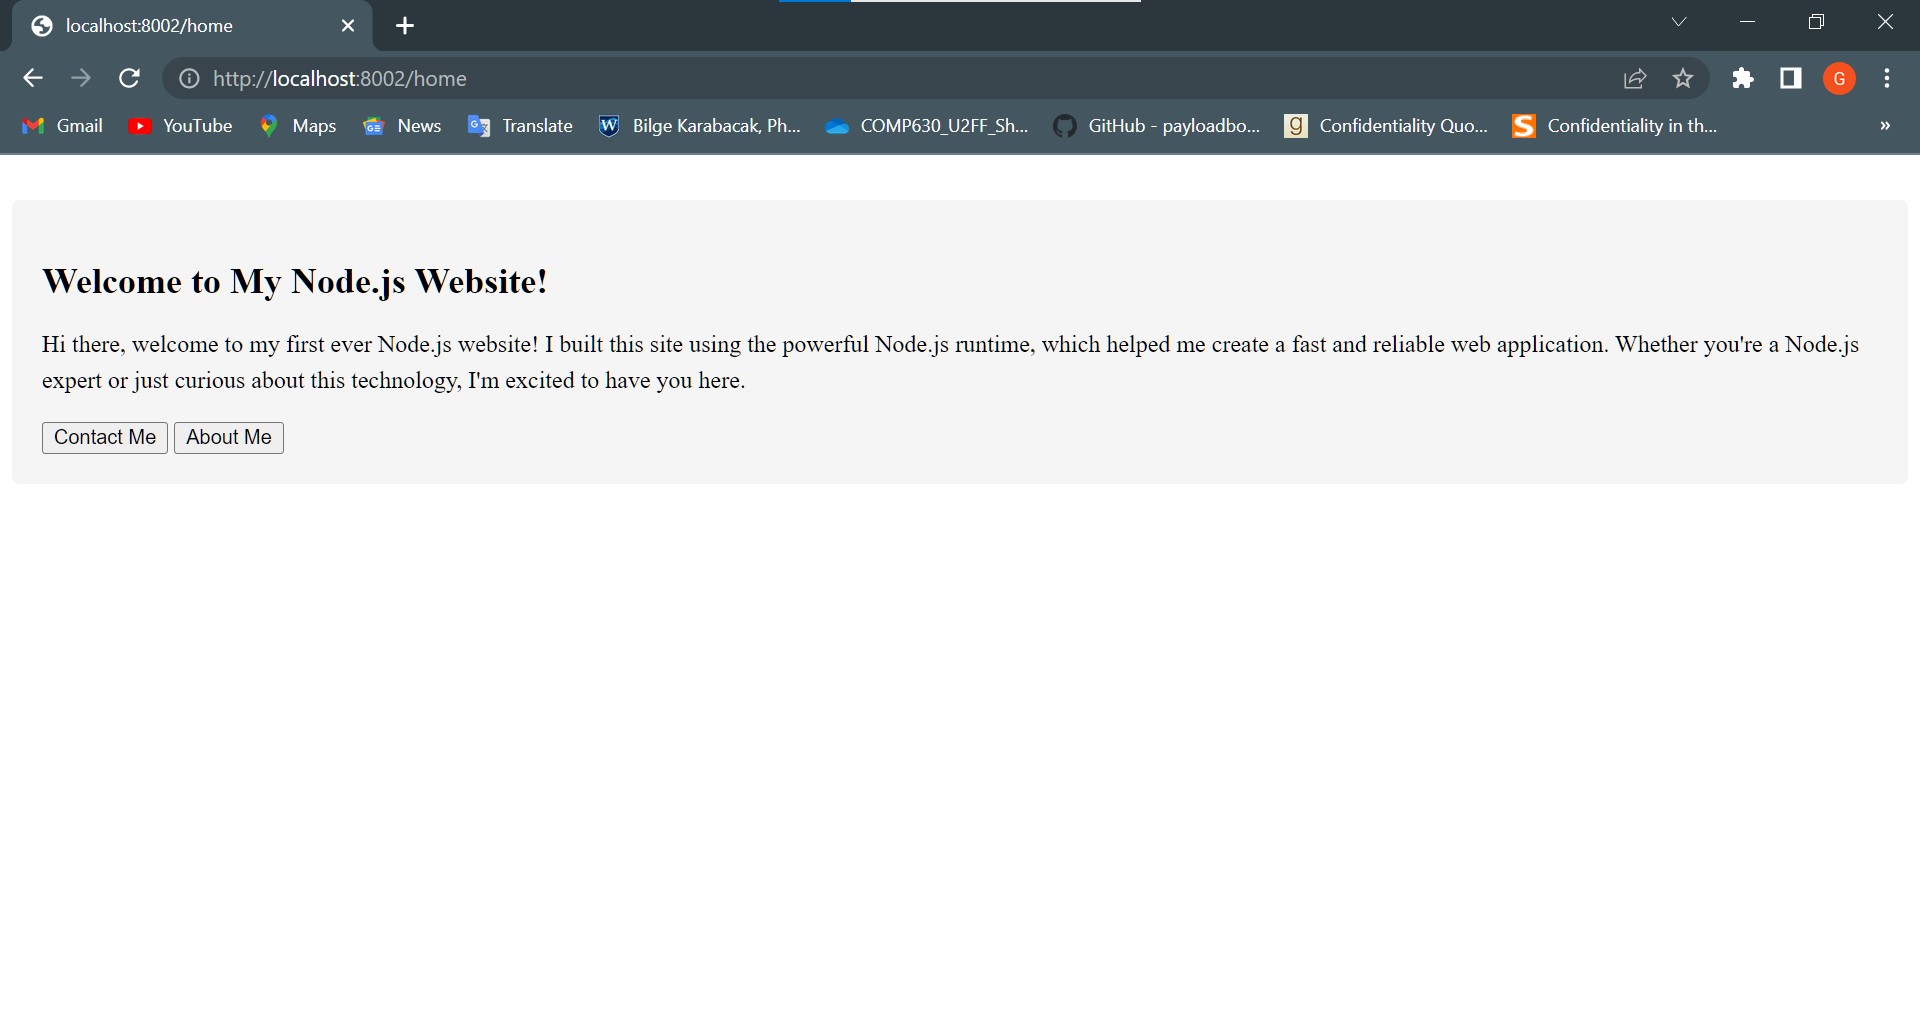 localhost:8002/home
http://localhost:8002/home
G
Gmail YouTube Maps News Translate Bilge Karabacak, Ph... COMP630_U2FF_Sh... GitHub - payloadbo... Confidentiality Quo... Confidentiality in th... »
Welcome to My Node.js Website!
Hi there, welcome to my first ever Node.js website! I built this site using the powerful Node.js runtime, which helped me create a fast and reliable web application. Whether you're a Node.js
expert or just curious about this technology, I'm excited to have you here.
Contact Me About Me